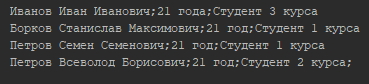 Иванов Иван Иванович;21 года;Студент 3 курса
Борков Станислав Максимович;21 год;Студент 1 курса
Петров Семен Семенович;21 год;Студент 1 курса
Петров Всеволод Борисович;21 год;Студент 2 курса;